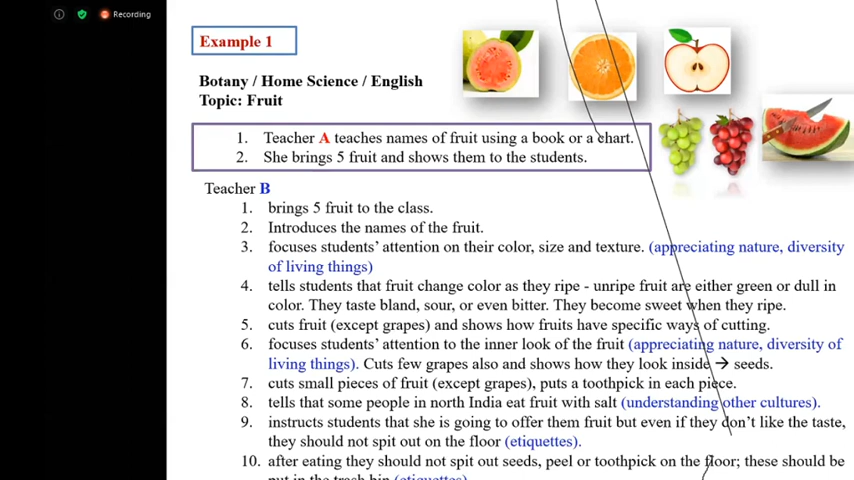 Recording
Example 1
Botany / Home Science / English
Topic: Fruit
1. Teacher A teaches names of fruit using a book or a chart.
2. She brings 5 fruit and shows them to the students.
Teacher B
1. brings 5 fruit to the class.
2. Introduces the names of the fruit.
3. focuses students’ attention on their color, size and texture. (appreciating nature, diversity
of living things)
4. tells students that fruit change color as they ripe - unripe fruit are either green or dull in
color. They taste bland, sour, or even bitter. They become sweet when they ripe.
5. cuts fruit (except grapes) and shows how fruits have specific ways of cutting.
6. focuses students’ attention to the inner look of the fruit (appreciating nature, diversity of
living things). Cuts few grapes also and shows how they look inside → seeds.
7. cuts small pieces of fruit (except grapes), puts a toothpick in each piece.
8. tells that some people in north India eat fruit with salt (understanding other cultures).
9. instructs students that she is going to offer them fruit but even if they don’t like the taste,
they should not spit out on the floor (etiquettes).
10. after eating they should not spit out seeds, peel or toothpick on the floor; these should be
put in the trash bin (etiquettes)